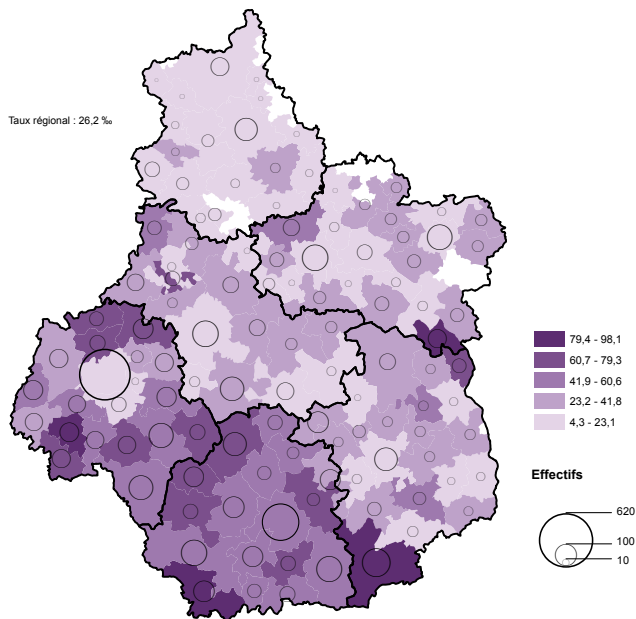 Taux régional : 26,2 ‰
79,4 - 98,1
60,7 - 79,3
41,9 - 60,6
23,2 - 41,8
4,3 - 23,1
Effectifs
620
100
10